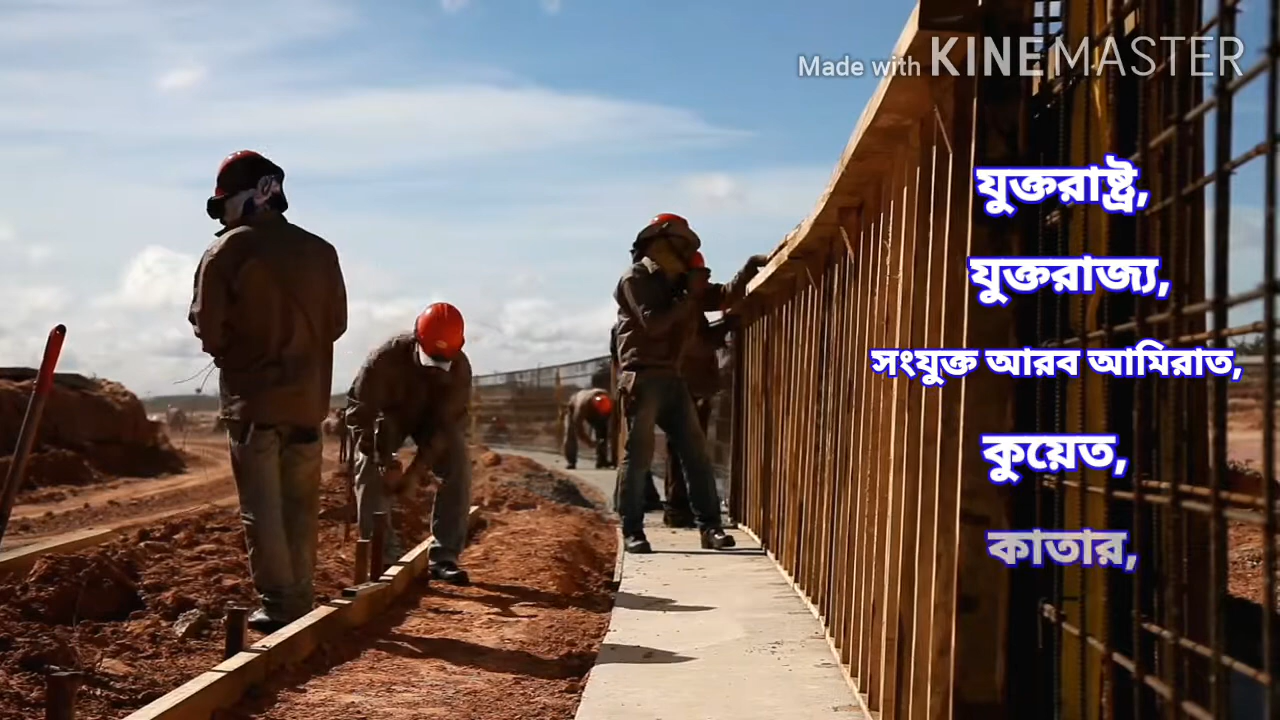 Made with KINEMASTER
যুক্তরাষ্ট্র,
যুক্তরাজ্য,
সংযুক্ত আরব আমিরাত,
কুয়েত,
কাতার,